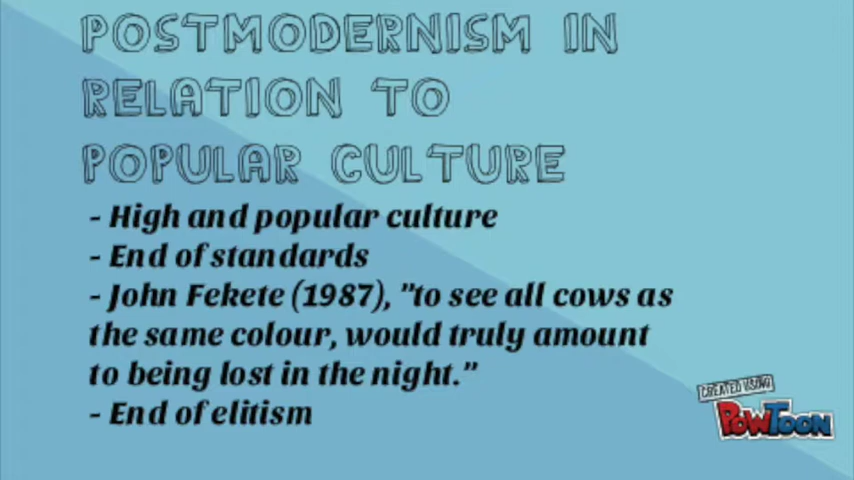 POSTMODERNISM IN
RELATION TO
POPULAR CULTURE
- High and popular culture
- End of standards
- John Fekete (1987), "to see all cows as
the same colour, would truly amount
to being lost in the night."
- End of elitism
CREATED USING
POWTOON